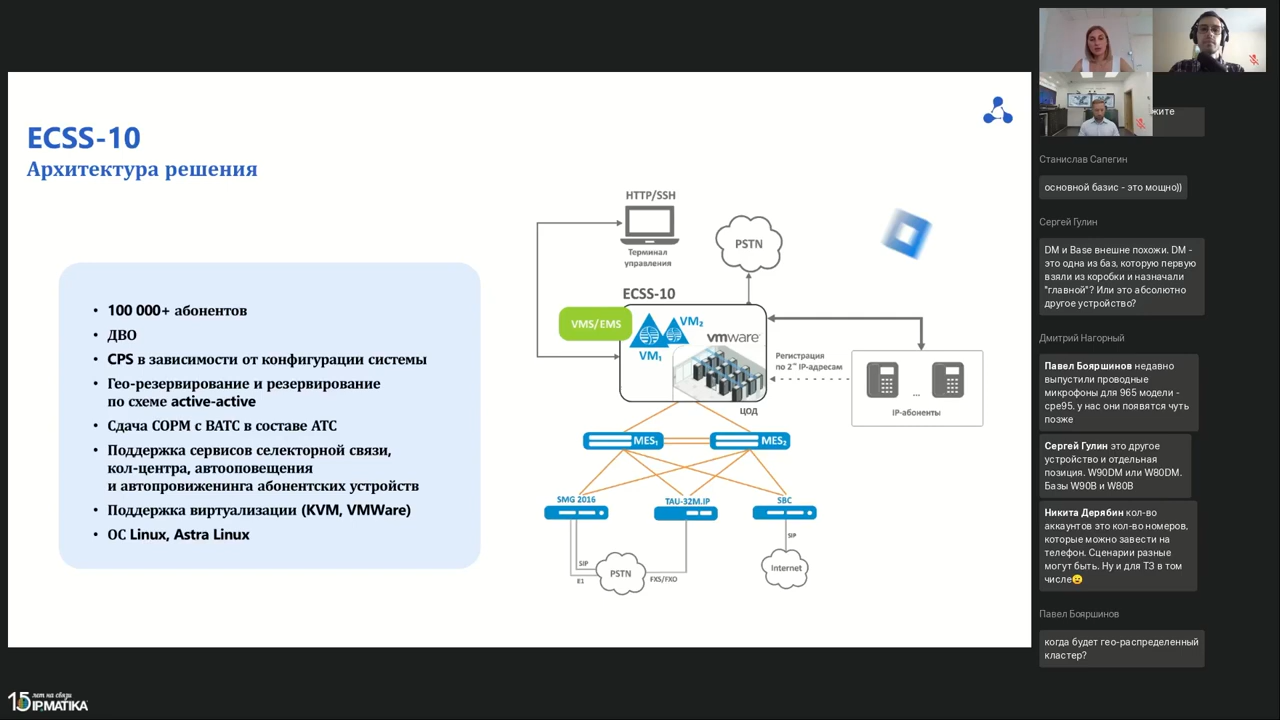 ECSS-10
Архитектура решения
• 100 000+ абонентов
• ДВО
• CPS в зависимости от конфигурации системы
• Гео-резервирование и резервирование
по схеме active-active
• Сдача СОРМ с ВАТС в составе АТС
• Поддержка сервисов селекторной связи,
кол-центра, автооповещения
и автопровиженинга абонентских устройств
• Поддержка виртуализации (KVM, VMWare)
• ОС Linux, Astra Linux
HTTP/SSH
Терминал
управления
PSTN
ECSS-10
VMS/EMS
VM₂
VM₁
vmware
Регистрация
по 2ᵐ IP-адресам
ЦОД
...
IP-абоненты
MES₁
MES₂
SMG 2016
TAU-32M.IP
SBC
SIP
E1
PSTN
FXS/FXO
SIP
Internet
15 лет на связи
IPMATIKA
жите
Станислав Сапегин
основной базис - это мощно))
Сергей Гулин
DM и Base внешне похожи. DM -
это одна из баз, которую первую
взяли из коробки и назначали
"главной"? Или это абсолютно
другое устройство?
Дмитрий Нагорный
Павел Бояршинов недавно
выпустили проводные
микрофоны для 965 модели -
cpe95. у нас они появятся чуть
позже
Сергей Гулин это другое
устройство и отдельная
позиция. W90DM или W80DM.
Базы W90B и W80B
Никита Дерябин кол-во
аккаунтов это кол-во номеров,
которые можно завести на
телефон. Сценарии разные
могут быть. Ну и для ТЗ в том
числе😉
Павел Бояршинов
когда будет гео-распределенный
кластер?